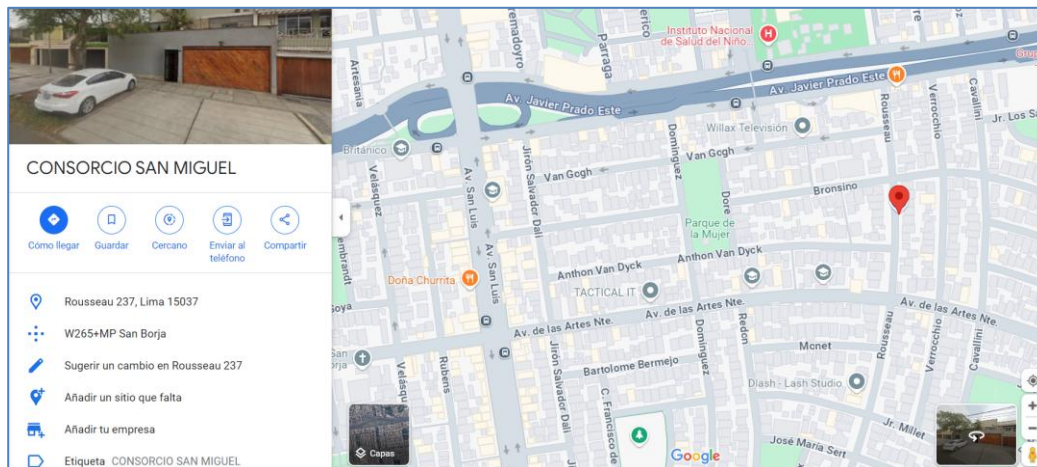 CONSORCIO SAN MIGUEL
Cómo llegar
Guardar
Cercano
Enviar al
teléfono
Compartir
Rousseau 237, Lima 15037
W265+MP San Borja
Sugerir un cambio en Rousseau 237
Añadir un sitio que falta
Añadir tu empresa
Etiqueta CONSORCIO SAN MIGUEL
Artesanía
Parraga
Instituto Nacional
de Salud del Niño
Av. Javier Prado Este
Av. Javier Prado Este
Rousseau
Verrocchio
Cavallini
Willax Televisión
Británico
Velásquez
Av. San Luis
Jirón Salvador Dalí
Van Gogh
Van Gogh
Dominguez
Dore
Bronsino
Parque de
la Mujer
Anthon Van Dyck
Anthon Van Dyck
Doña Churrita
Av. San Luis
TACTICAL IT
Av. de las Artes Nte.
Av. de las Artes Nte.
Av. de las Artes Nte.
San
Rubens
Jirón Salvador Dalí
Bartolome Bermejo
Dominguez
Redon
Monet
Rousseau
Verrocchio
Cavallini
Dlash - Lash Studio
C. Francisco de
Jr. Millet
José María Sert
Capas
Google